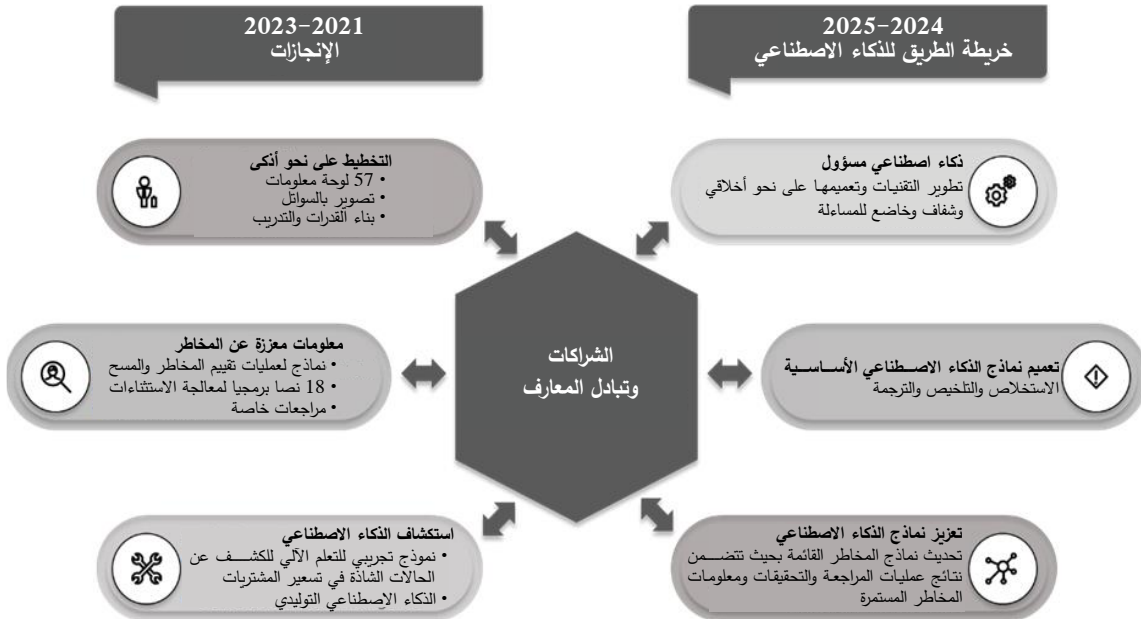 2025-2024
خريطة الطريق للذكاء الاصطناعي
2023-2021
الإنجازات
ذكاء اصطناعي مسؤول
تطوير التقنيات وتعميمها على نحو أخلاقي
وشفاف وخاضع للمساءلة
تعميم نماذج الذكاء الاصطناعي الأساسية
الاستخلاص والتلخيص والترجمة
تعزيز نماذج الذكاء الاصطناعي
تحديث نماذج المخاطر القائمة بحيث تتضمن
نتائج عمليات المراجعة والتحقيقات ومعلومات
المخاطر المستمرة
الشراكات
وتبادل المعارف
التخطيط على نحو أذكى
• 57 لوحة معلومات
• تصوير بالسواتل
• بناء القدرات والتدريب
معلومات معززة عن المخاطر
• نماذج لعمليات تقييم المخاطر والمسح
• 18 نصا برمجيا لمعالجة الاستثناءات
• مراجعات خاصة
استكشاف الذكاء الاصطناعي
• نموذج تجريبي للتعلم الآلي للكشف عن
الحالات الشاذة في تسعير المشتريات
• الذكاء الاصطناعي التوليدي